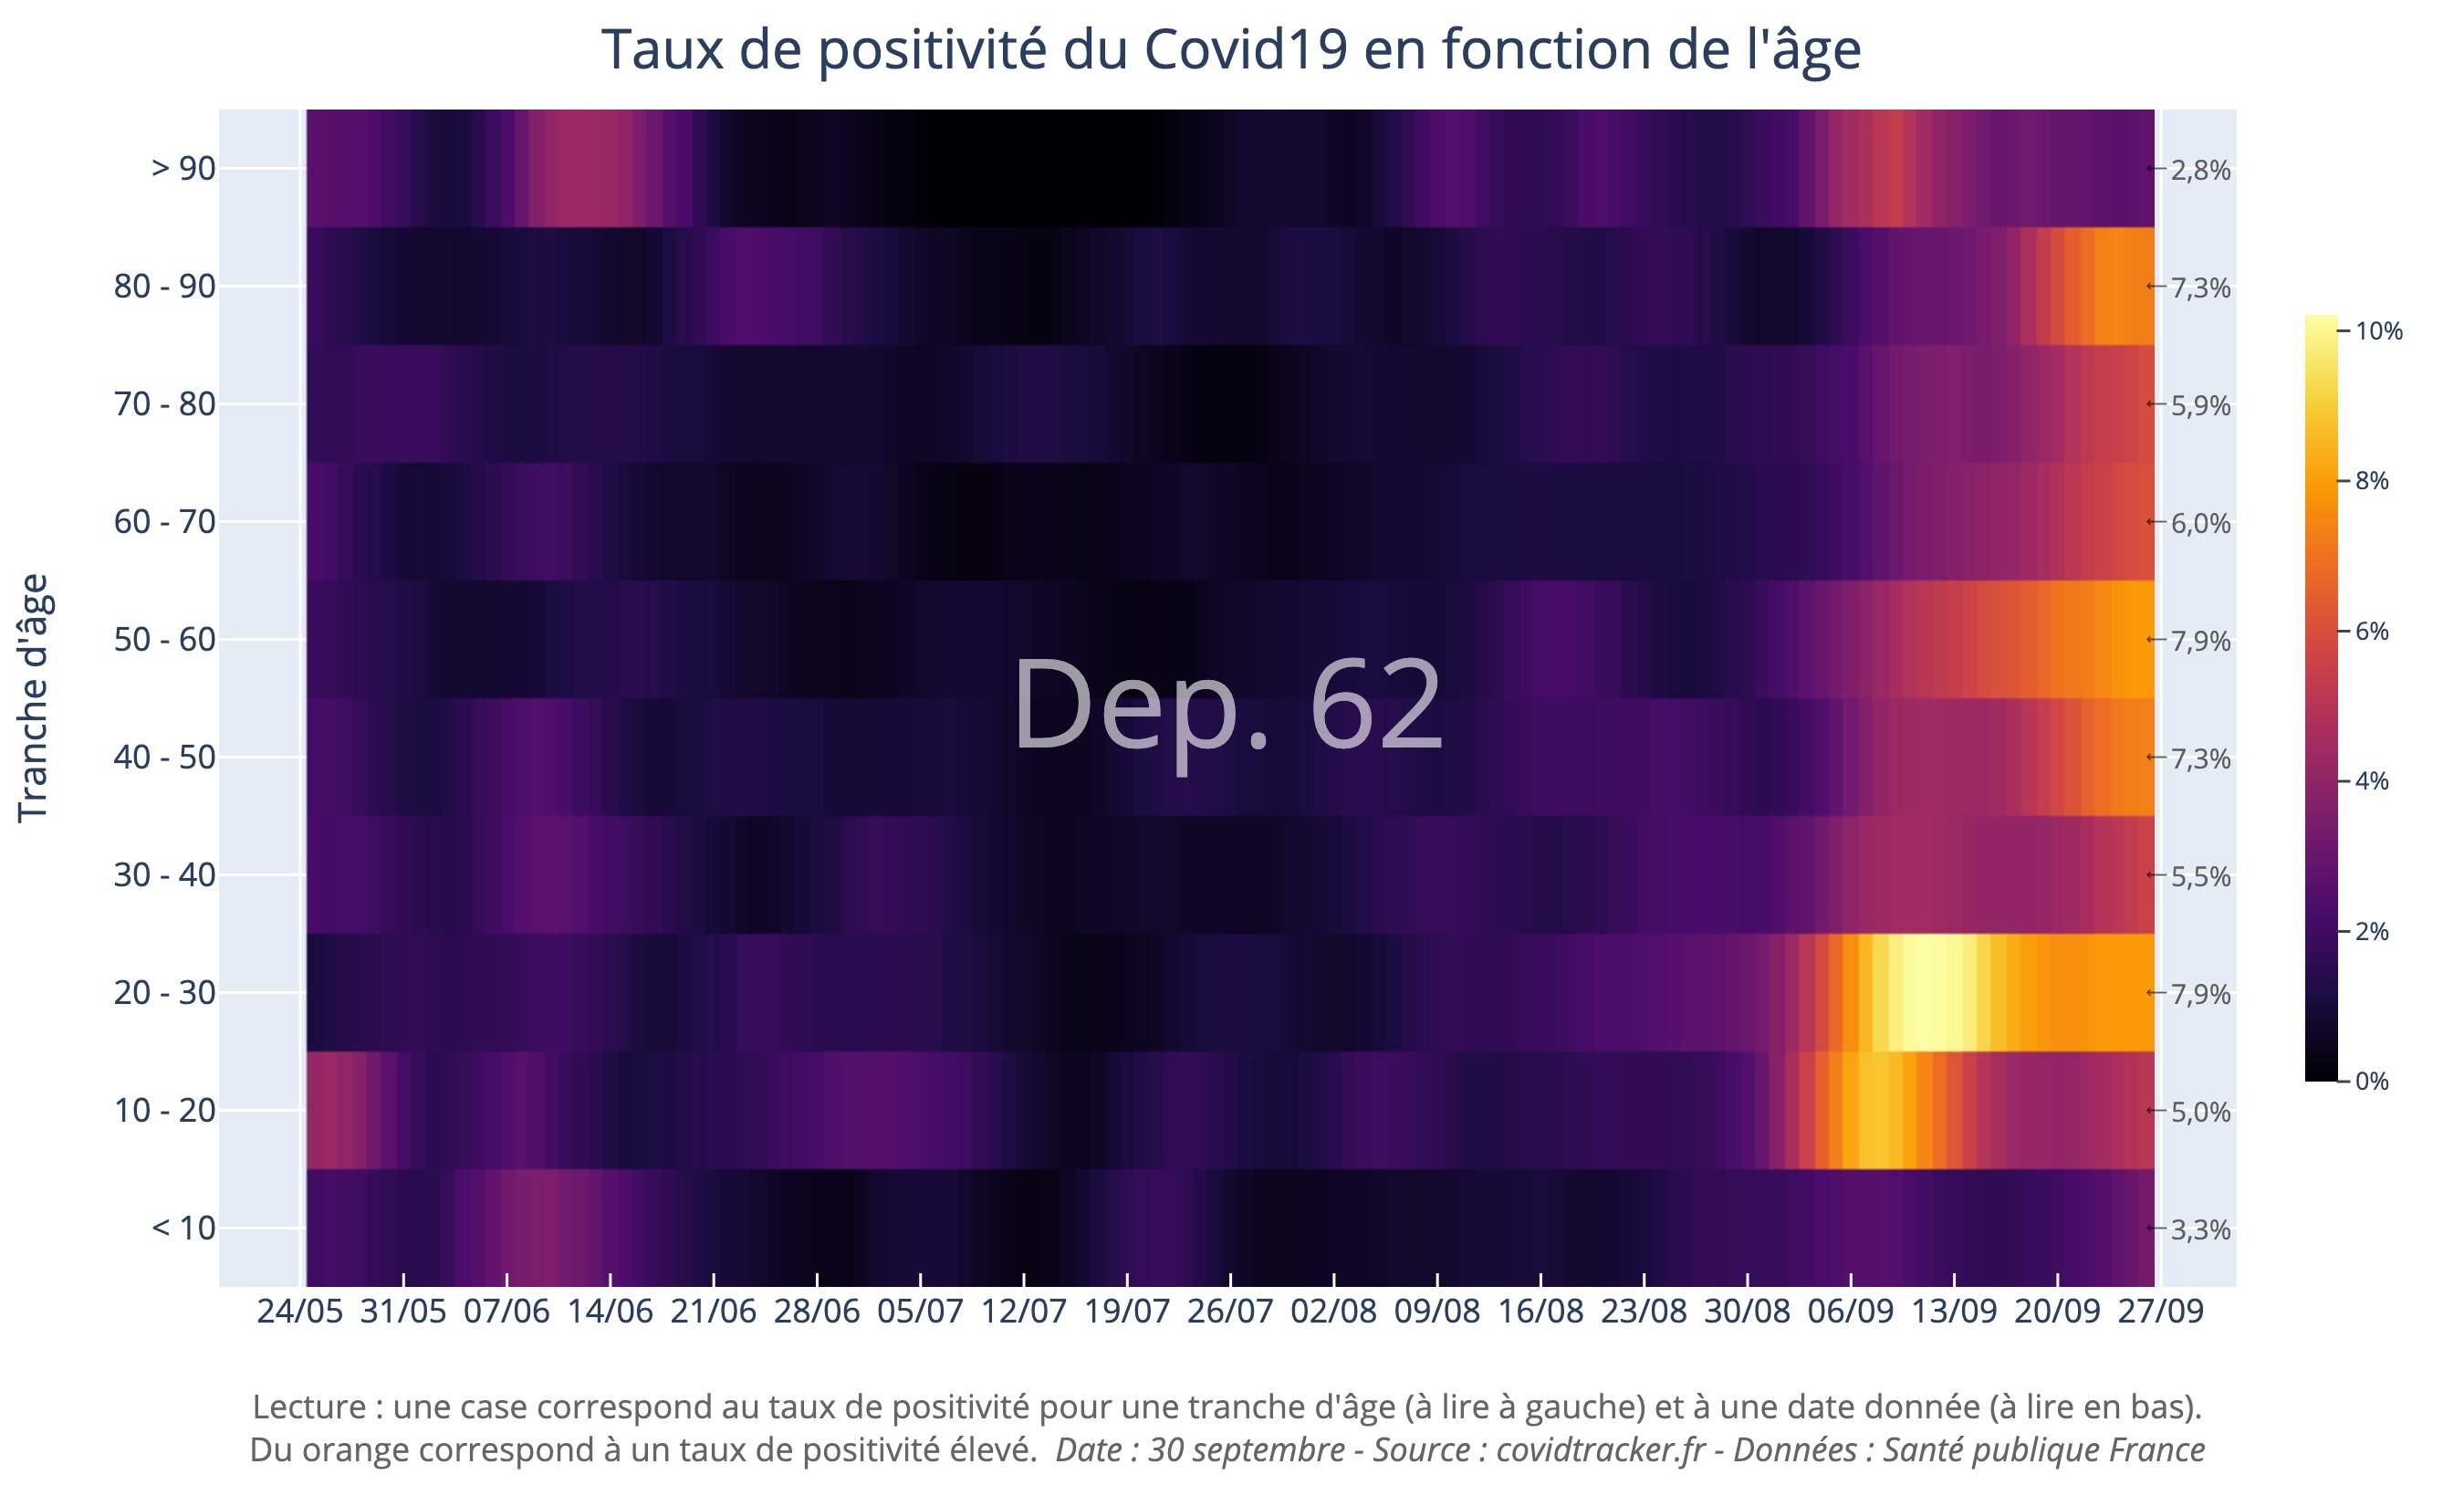 Taux de positivité du Covid19 en fonction de l'âge
Tranche d'âge
> 90
80 - 90
70 - 80
60 - 70
50 - 60
40 - 50
30 - 40
20 - 30
10 - 20
< 10
Dep. 62
2,8%
7,3%
5,9%
6,0%
7,9%
7,3%
5,5%
7,9%
5,0%
3,3%
10%
8%
6%
4%
2%
0%
24/05 31/05 07/06 14/06 21/06 28/06 05/07 12/07 19/07 26/07 02/08 09/08 16/08 23/08 30/08 06/09 13/09 20/09 27/09
Lecture : une case correspond au taux de positivité pour une tranche d'âge (à lire à gauche) et à une date donnée (à lire en bas).
Du orange correspond à un taux de positivité élevé. Date : 30 septembre - Source : covidtracker.fr - Données : Santé publique France